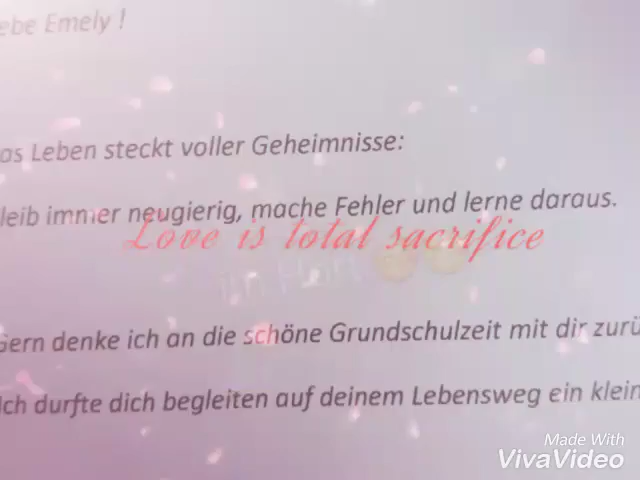 ebe Emely !
as Leben steckt voller Geheimnisse:
leib immer neugierig, mache Fehler und lerne daraus.
Love is total sacrifice
Gern denke ich an die schöne Grundschulzeit mit dir zurü
Ich durfte dich begleiten auf deinem Lebensweg ein klein
Made With
VivaVideo